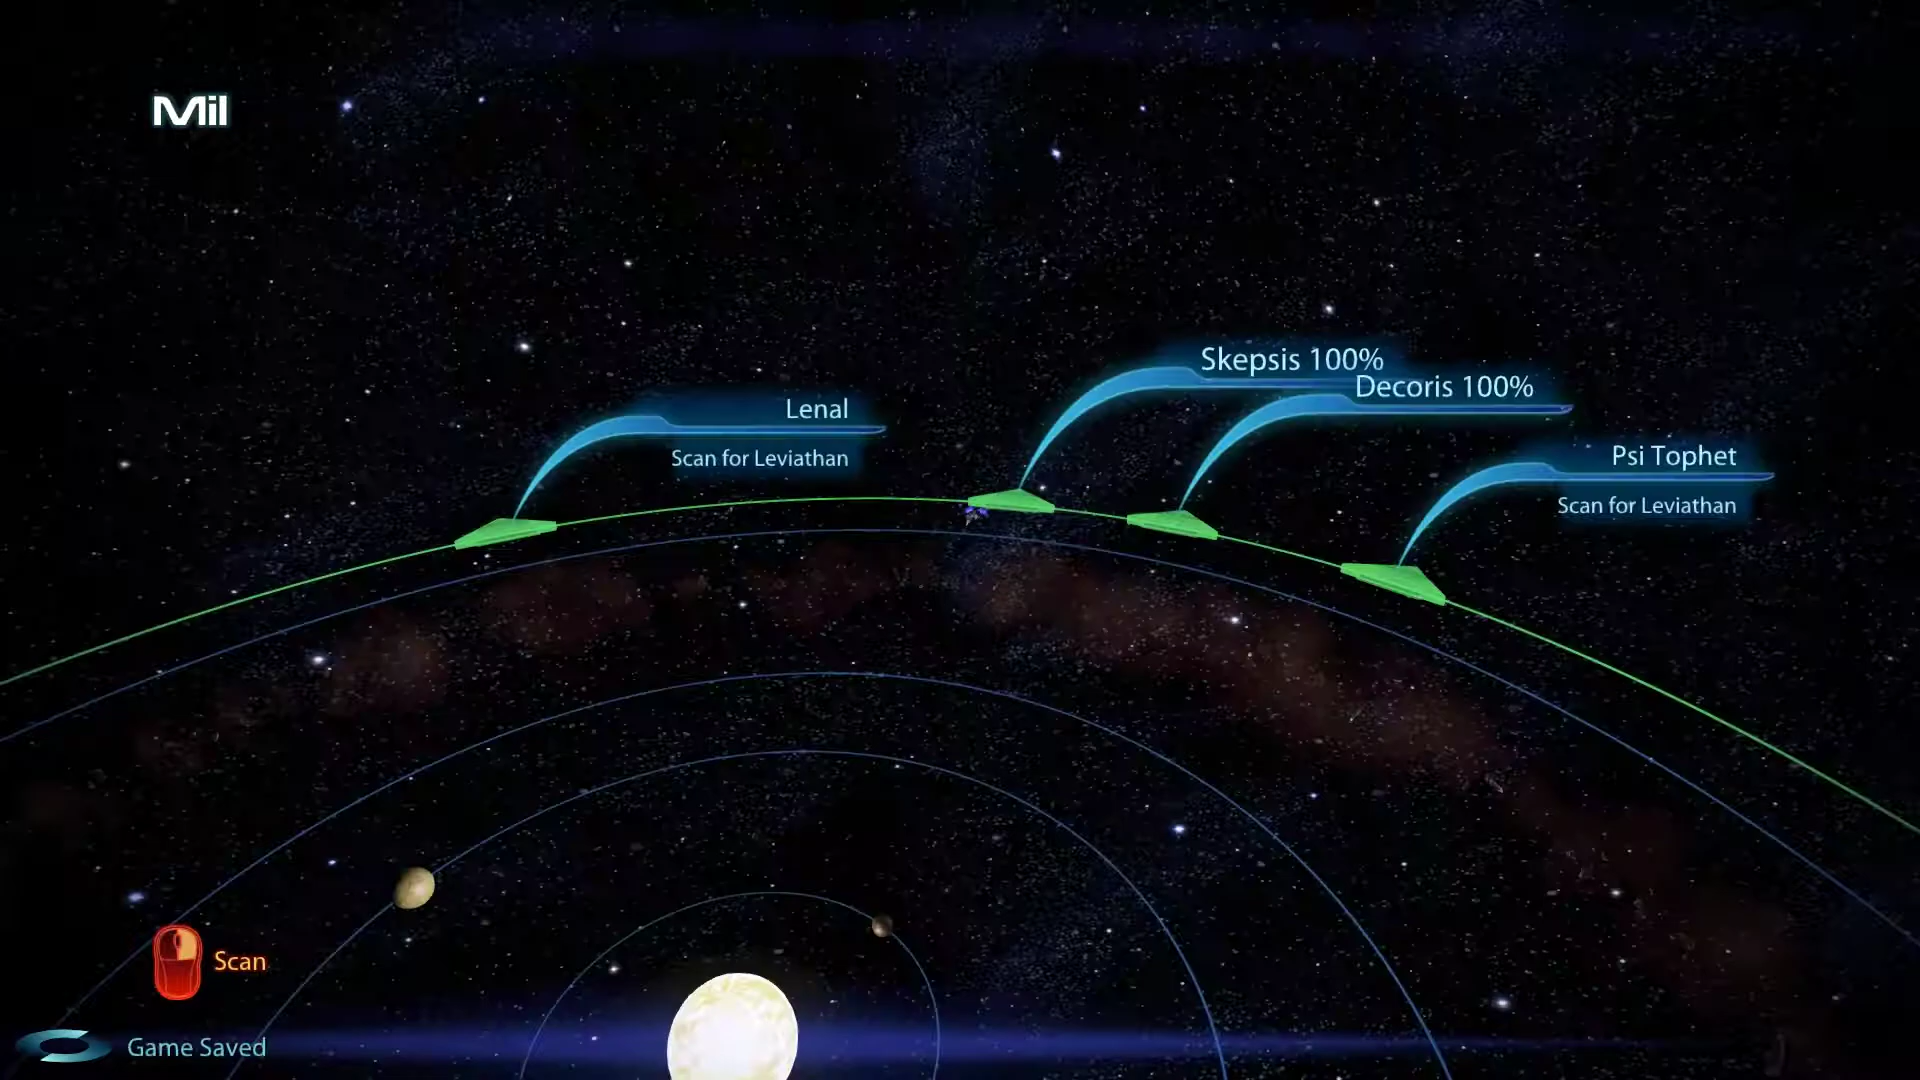 Mil
Skepsis 100%
Decoris 100%
Lenal
Scan for Leviathan
Psi Tophet
Scan for Leviathan
Scan
Game Saved